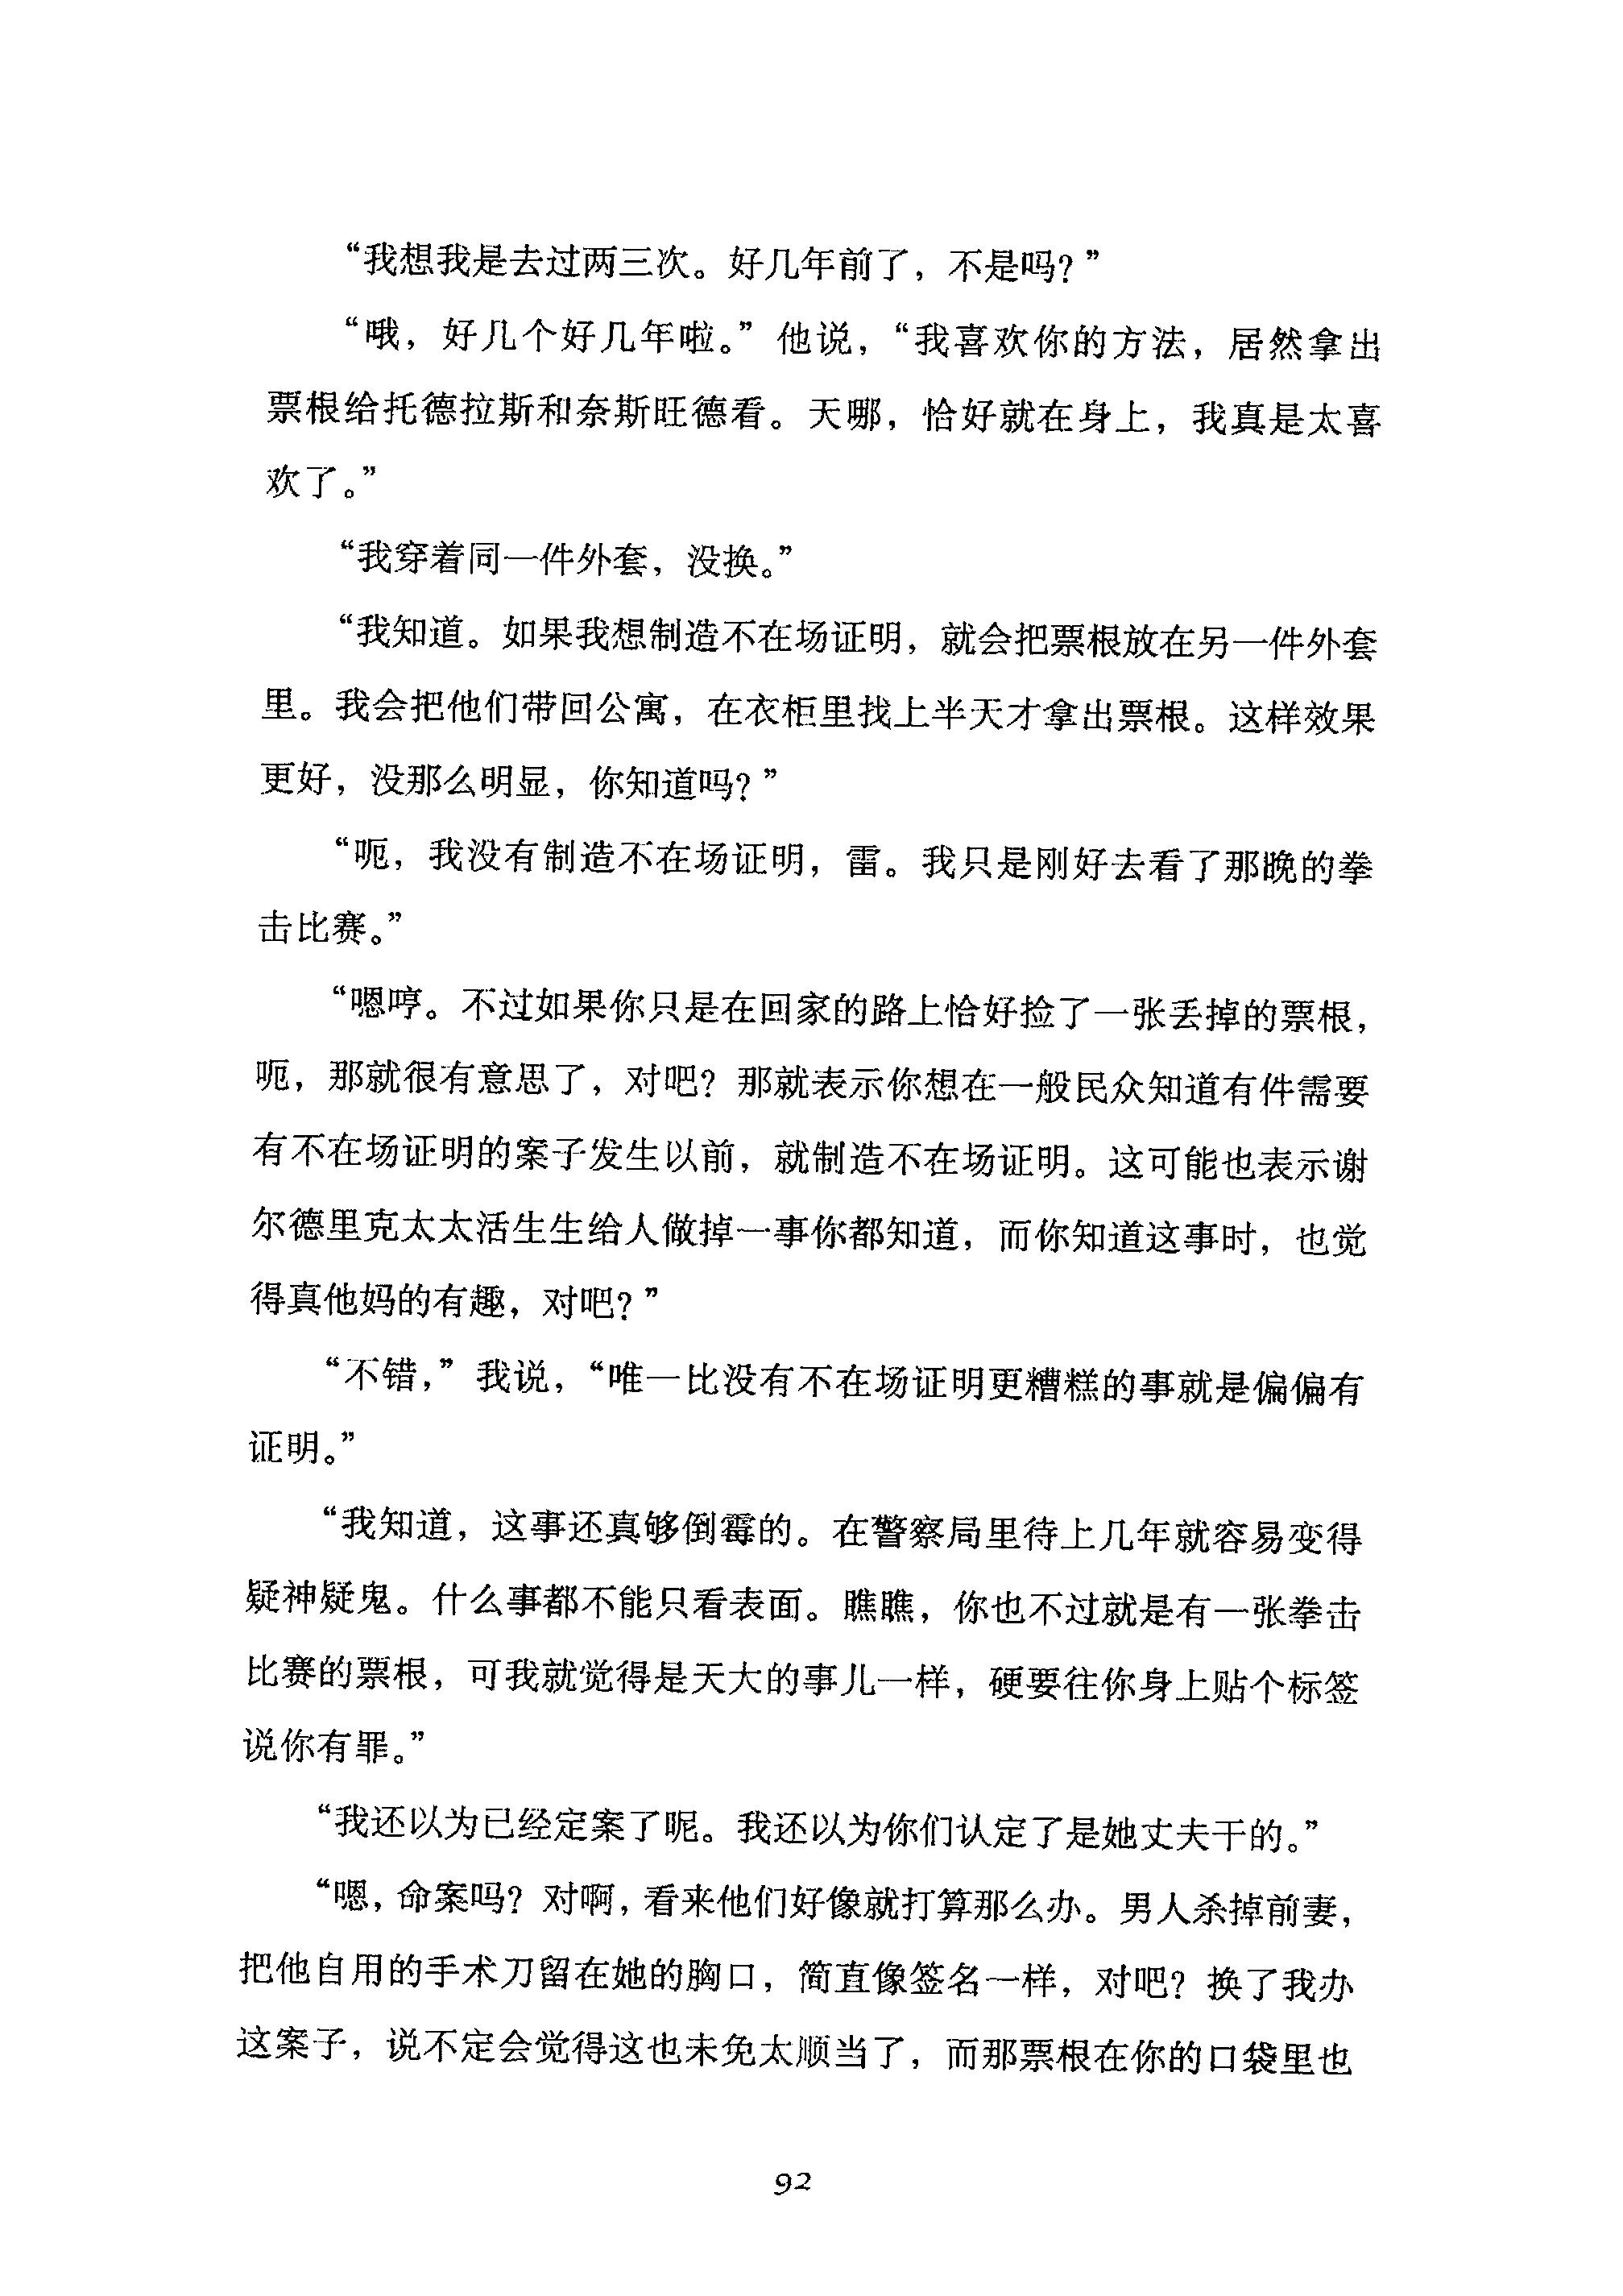 “我想我是去过两三次。好几年前了，不是吗？”
“哦，好几个好几年啦。”他说，“我喜欢你的方法，居然拿出
票根给托德拉斯和奈斯旺德看。天哪，恰好就在身上，我真是太喜
欢了。”
“我穿着同一件外套，没换。”
“我知道。如果我想制造不在场证明，就会把票根放在另一件外套
里。我会把他们带回公寓，在衣柜里找上半天才拿出票根。这样效果
更好，没那么明显，你知道吗？”
“呃，我没有制造不在场证明，雷。我只是刚好去看了那晚的拳
击比赛。”
“嗯哼。不过如果你只是在回家的路上恰好捡了一张丢掉的票根，
呃，那就很有意思了，对吧？那就表示你想在一般民众知道有件需要
有不在场证明的案子发生以前，就制造不在场证明。这可能也表示谢
尔德里克太太活生生给人做掉一事你都知道，而你知道这事时，也觉
得真他妈的有趣，对吧？”
“不错，”我说，“唯一比没有不在场证明更糟糕的事就是偏偏有
证明。”
“我知道，这事还真够倒霉的。在警察局里待上几年就容易变得
疑神疑鬼。什么事都不能只看表面。瞧瞧，你也不过就是有一张拳击
比赛的票根，可我就觉得是天大的事儿一样，硬要往你身上贴个标签
说你有罪。”
“我还以为已经定案了呢。我还以为你们认定了是她丈夫干的。”
“嗯，命案吗？对啊，看来他们好像就打算那么办。男人杀掉前妻，
把他自用的手术刀留在她的胸口，简直像签名一样，对吧？换了我办
这案子，说不定会觉得这也未免太顺当了，而那票根在你的口袋里也
92